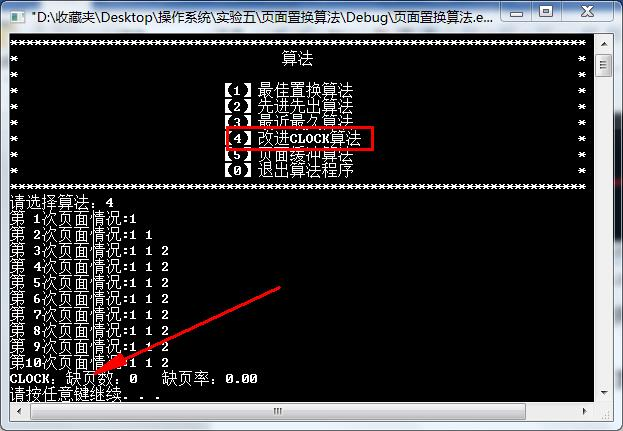 "D:\收藏夹\Desktop\操作系统\实验五\页面置换算法\Debug\页面置换算法.e...
************************************************************************
* 算法 *
* *
* 【1】最佳置换算法 *
* 【2】先进先出算法 *
* 【3】最近最久算法 *
* 【4】改进CLOCK算法 *
* 【5】页面缓冲算法 *
* 【0】退出算法程序 *
************************************************************************
请选择算法：4
第 1次页面情况:1
第 2次页面情况:1 1
第 3次页面情况:1 1 2
第 4次页面情况:1 1 2
第 5次页面情况:1 1 2
第 6次页面情况:1 1 2
第 7次页面情况:1 1 2
第 8次页面情况:1 1 2
第 9次页面情况:1 1 2
第10次页面情况:1 1 2
CLOCK：缺页数：0 缺页率：0.00
请按任意键继续. . .